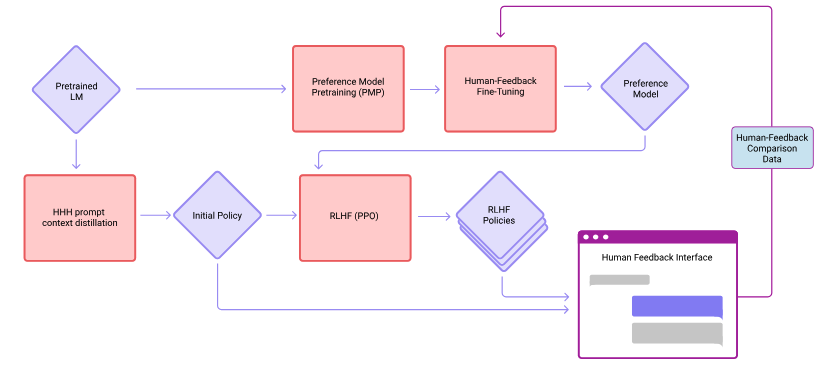 Pretrained
LM
Preference Model
Pretraining (PMP)
Human-Feedback
Fine-Tuning
Preference
Model
Human-Feedback
Comparison
Data
HHH prompt
context distillation
Initial Policy
RLHF (PPO)
RLHF
Policies
Human Feedback Interface